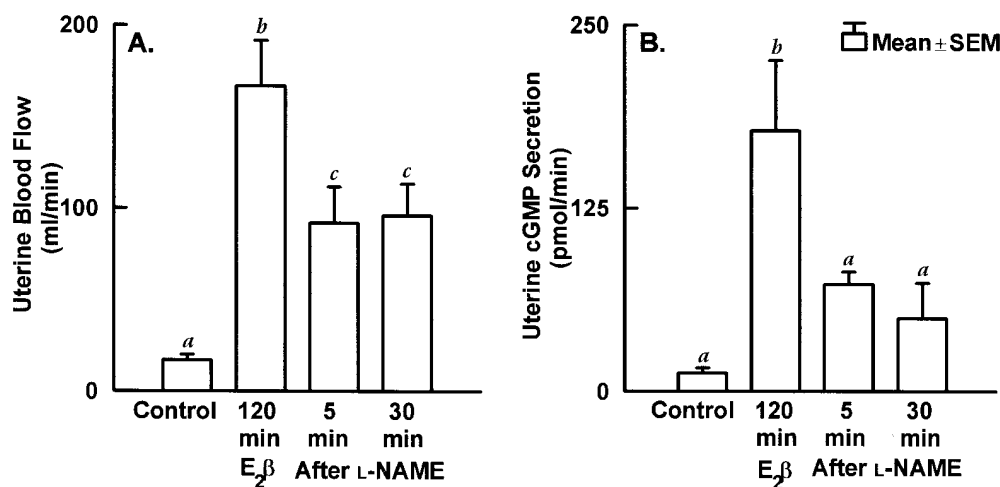 A.
Uterine Blood Flow
(ml/min)
200
100
0
a
b
c
c
Control
120
min
E₂β
5
min
30
min
After L-NAME
B.
Mean ± SEM
Uterine cGMP Secretion
(pmol/min)
250
125
0
a
b
a
a
Control
120
min
E₂β
5
min
30
min
After L-NAME